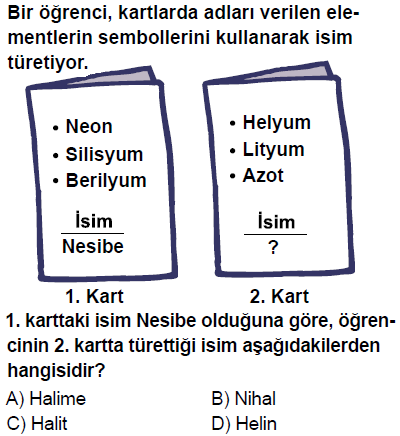 Bir öğrenci, kartlarda adları verilen ele-
mentlerin sembollerini kullanarak isim
türetiyor.
• Neon
• Silisyum
• Berilyum
İsim
Nesibe
1. Kart
• Helyum
• Lityum
• Azot
İsim
?
2. Kart
1. karttaki isim Nesibe olduğuna göre, öğren-
cinin 2. kartta türettiği isim aşağıdakilerden
hangisidir?
A) Halime B) Nihal
C) Halit D) Helin